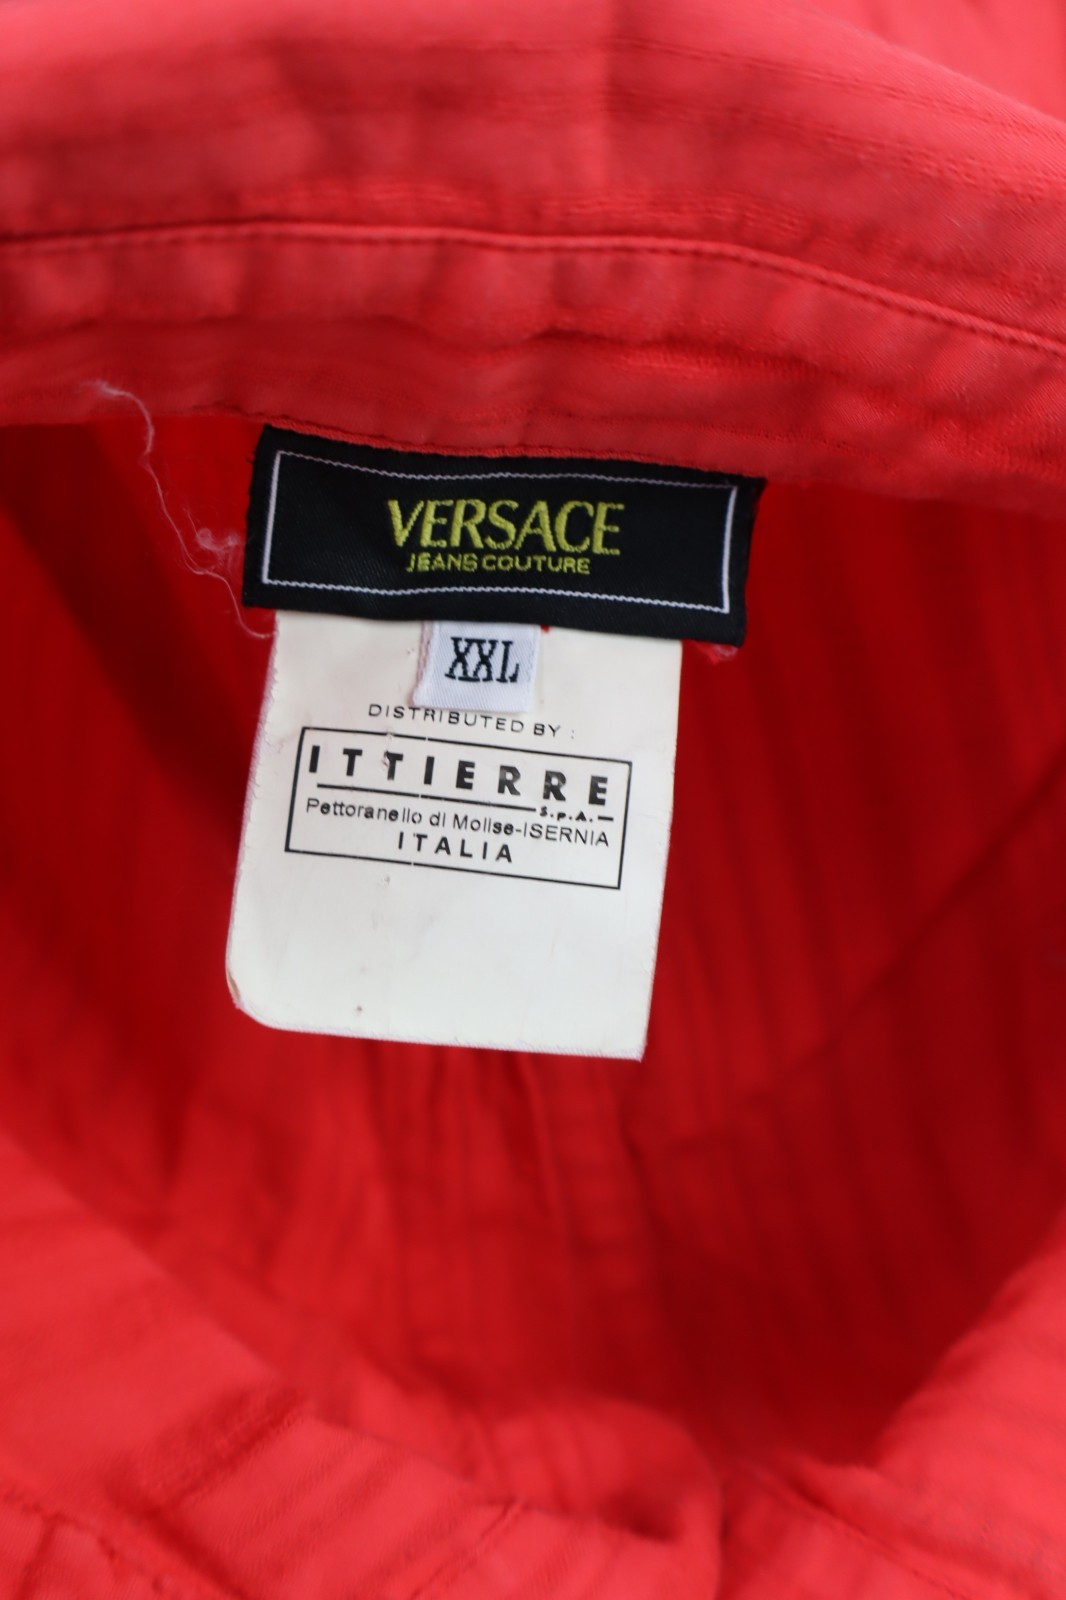 VERSACE
JEANS COUTURE
XXL
DISTRIBUTED BY :
ITTIERRE
S.p.A.
Pettoranello di Molise-ISERNIA
ITALIA